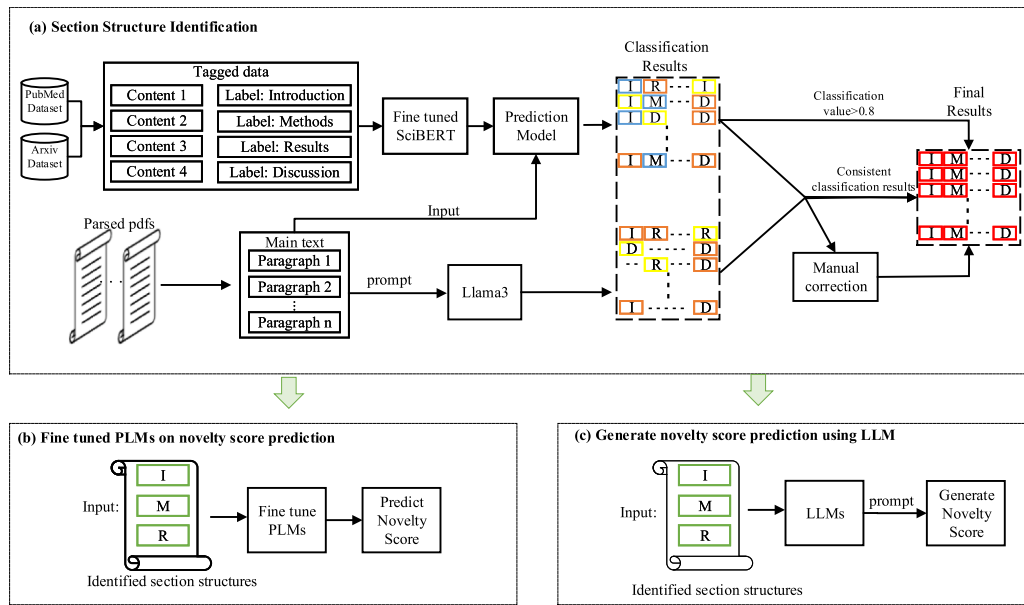 (a) Section Structure Identification
PubMed
Dataset
Arxiv
Dataset
Tagged data
Content 1
Label: Introduction
Content 2
Label: Methods
Content 3
Label: Results
Content 4
Label: Discussion
Fine tuned
SciBERT
Prediction
Model
Classification
Results
I R ---- I
I M ---- D
I D ---- D
I M ---- D
I R ---- R
D ------- D
-- R ---- D
I ------- D
Classification
value>0.8
Final
Results
I M ---- D
I M ---- D
I M ---- D
I M ---- D
Consistent
classification results
Manual
correction
Input
Parsed pdfs
. . .
Main text
Paragraph 1
Paragraph 2
Paragraph n
prompt
Llama3
(b) Fine tuned PLMs on novelty score prediction
Input:
I
M
R
Fine tune
PLMs
Predict
Novelty
Score
Identified section structures
(c) Generate novelty score prediction using LLM
Input:
I
M
R
LLMs
prompt
Generate
Novelty
Score
Identified section structures